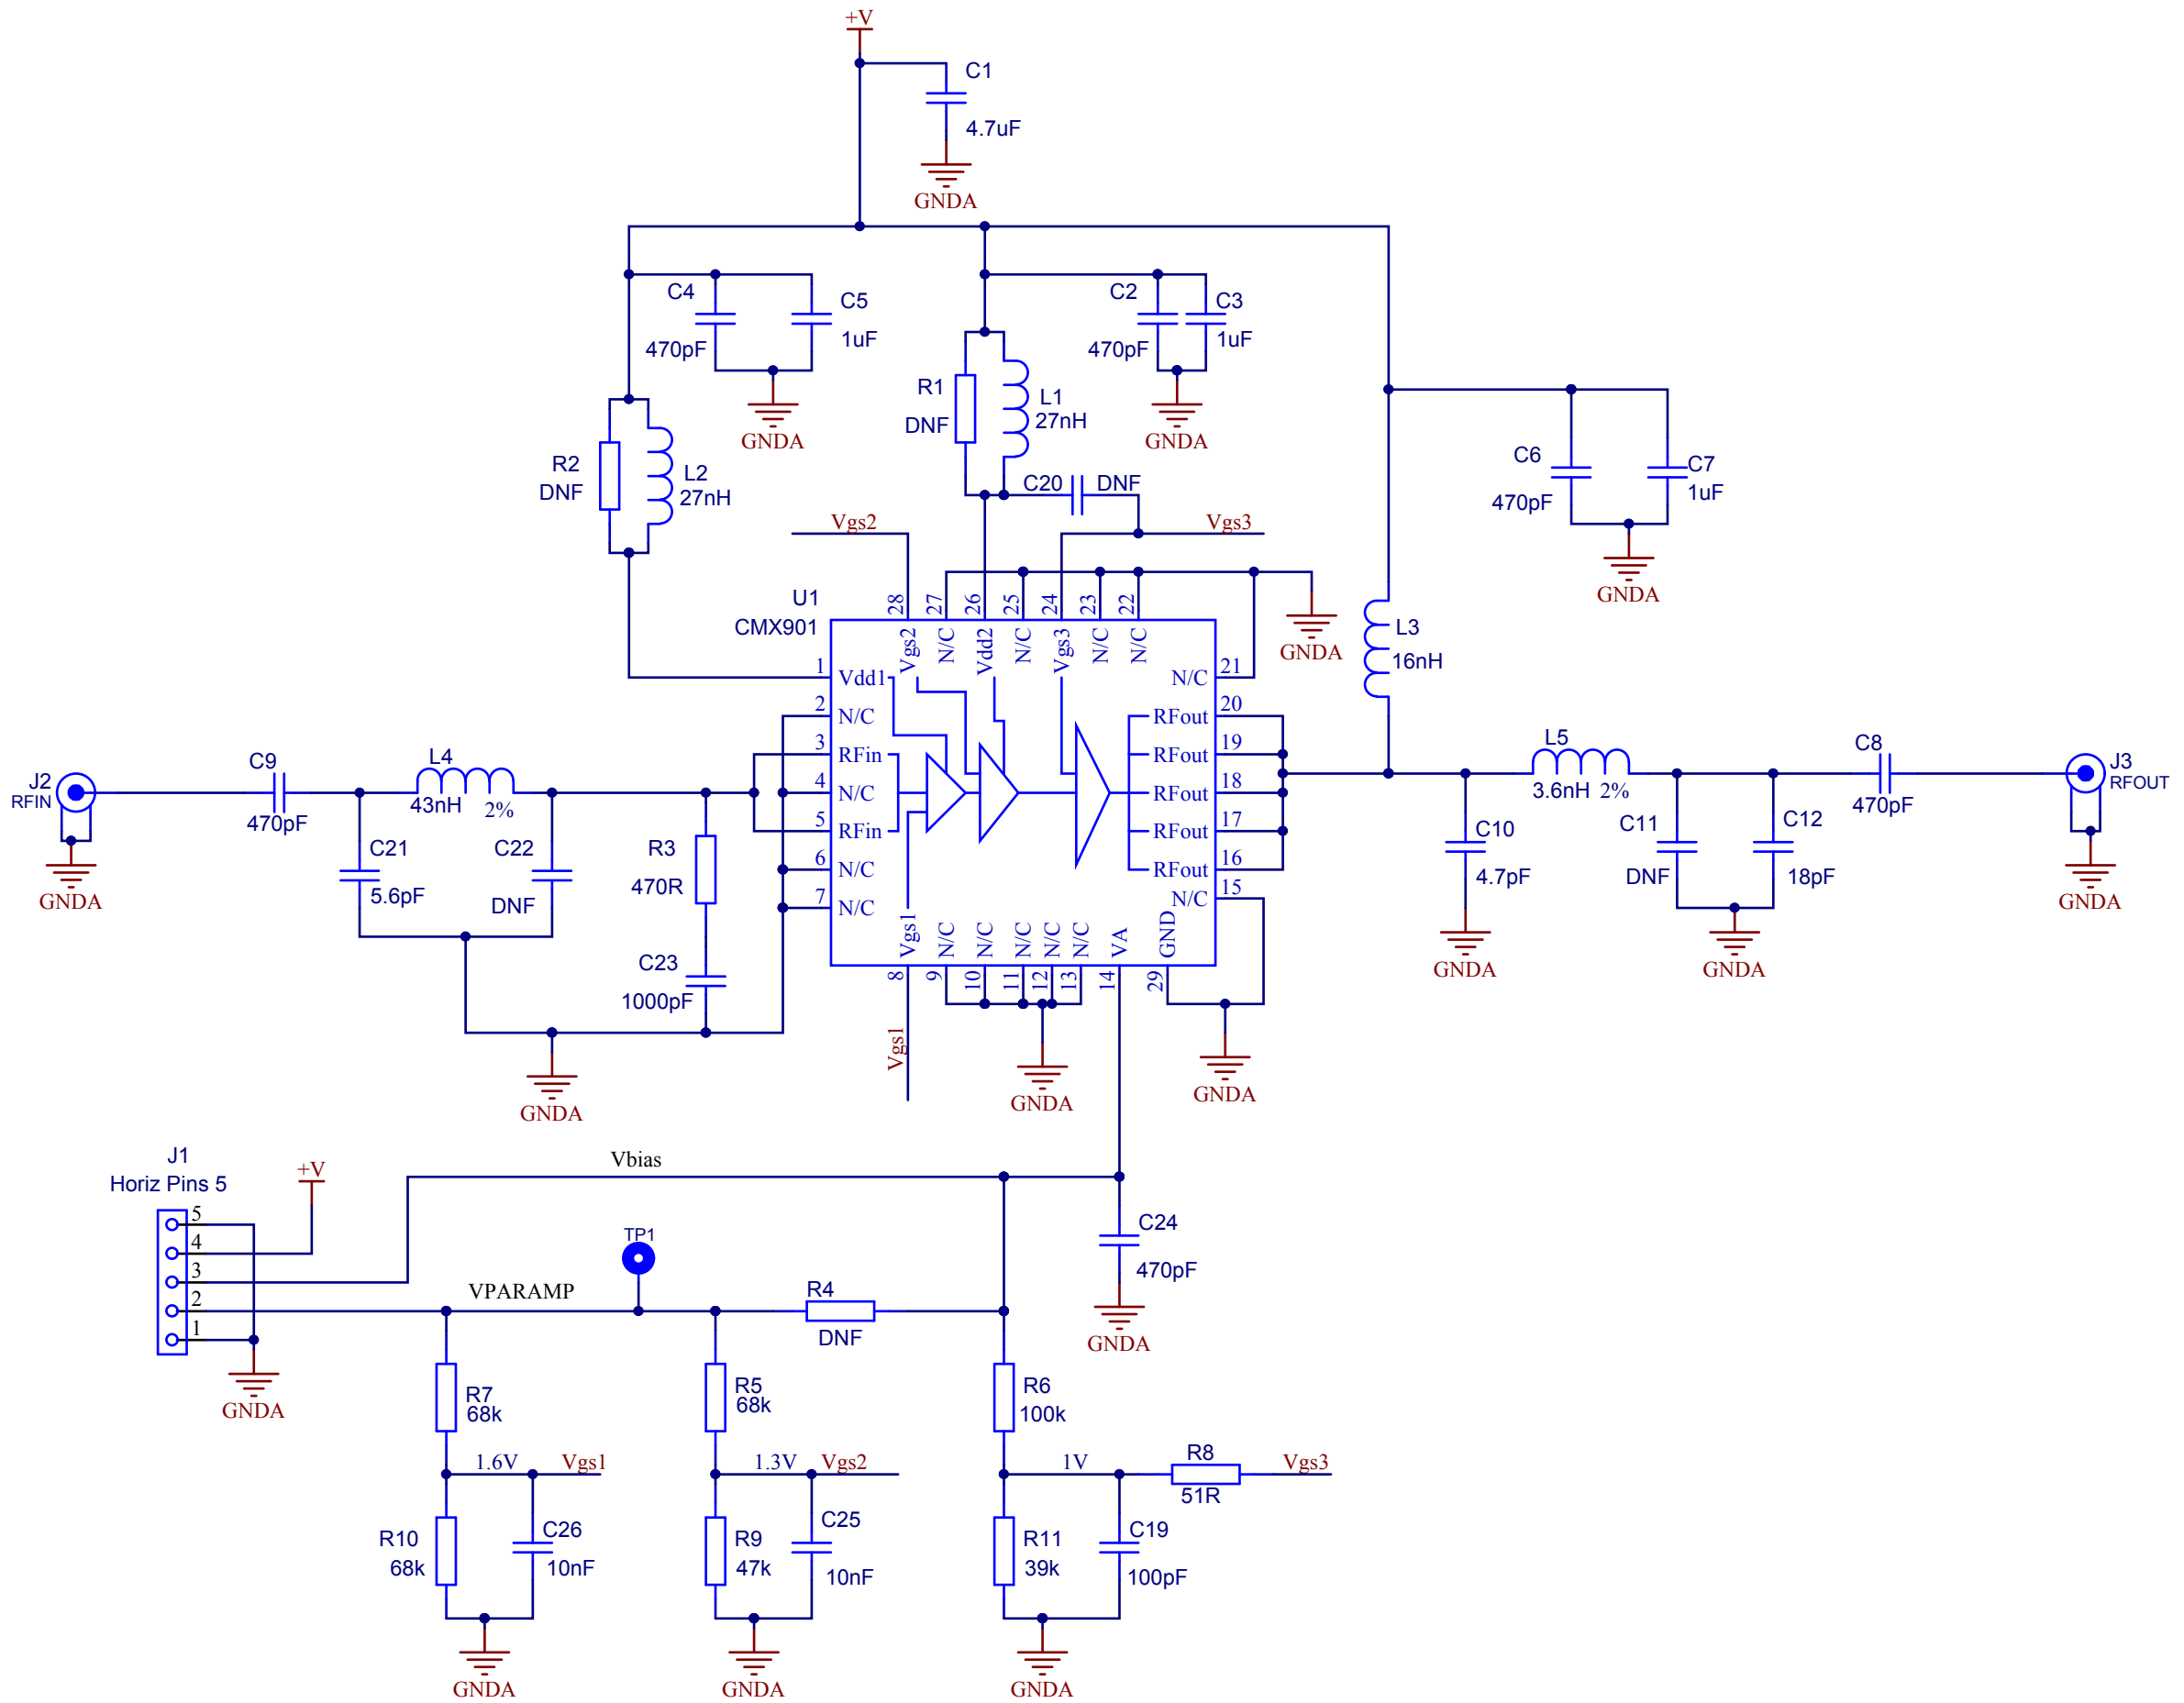 +V
C1
4.7uF
GNDA
C4
470pF
C5
1uF
GNDA
C2
470pF
C3
1uF
GNDA
R1
DNF
L1
27nH
R2
DNF
L2
27nH
C20 DNF
C6
470pF
C7
1uF
GNDA
Vgs2
Vgs3
U1
CMX901
28 27 26 25 24 23 22
Vgs2 N/C Vdd2 N/C Vgs3 N/C N/C
GNDA
L3
16nH
1 Vdd1
2 N/C
3 RFin
4 N/C
5 RFin
6 N/C
7 N/C
N/C 21
RFout 20
RFout 19
RFout 18
RFout 17
RFout 16
N/C 15
Vgs1 N/C N/C N/C N/C N/C VA GND
8 9 10 11 12 13 14 29
Vgs1
GNDA
GNDA
J2
RFIN
GNDA
C9
470pF
L4
43nH 2%
C21
5.6pF
C22
DNF
R3
470R
C23
1000pF
GNDA
L5
3.6nH 2%
C8
470pF
J3
RFOUT
GNDA
C10
4.7pF
GNDA
C11
DNF
C12
18pF
GNDA
J1
Horiz Pins 5
+V
5
4
3
2
1
GNDA
Vbias
TP1
VPARAMP
R4
DNF
C24
470pF
GNDA
R7
68k
R5
68k
R6
100k
1.6V Vgs1
1.3V Vgs2
1V
R8
51R
Vgs3
R10
68k
C26
10nF
R9
47k
C25
10nF
R11
39k
C19
100pF
GNDA
GNDA
GNDA